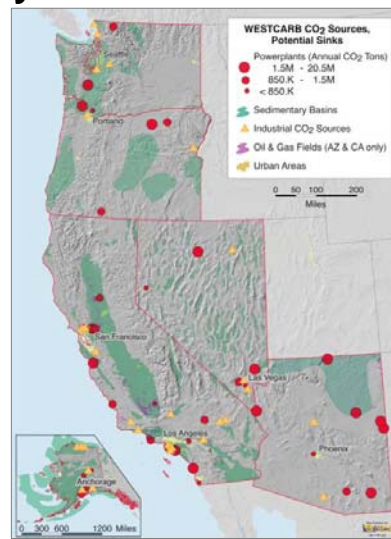 WESTCARB CO2 Sources,
Potential Sinks
Powerplants (Annual CO2 Tons)
1.5M - 20.5M
850.K - 1.5M
< 850.K
Sedimentary Basins
Industrial CO2 Sources
Oil & Gas Fields (AZ & CA only)
Urban Areas
0 50 100 200
Miles
Seattle
Portland
San Francisco
Las Vegas
Los Angeles
Phoenix
Anchorage
0 300 600 1200 Miles